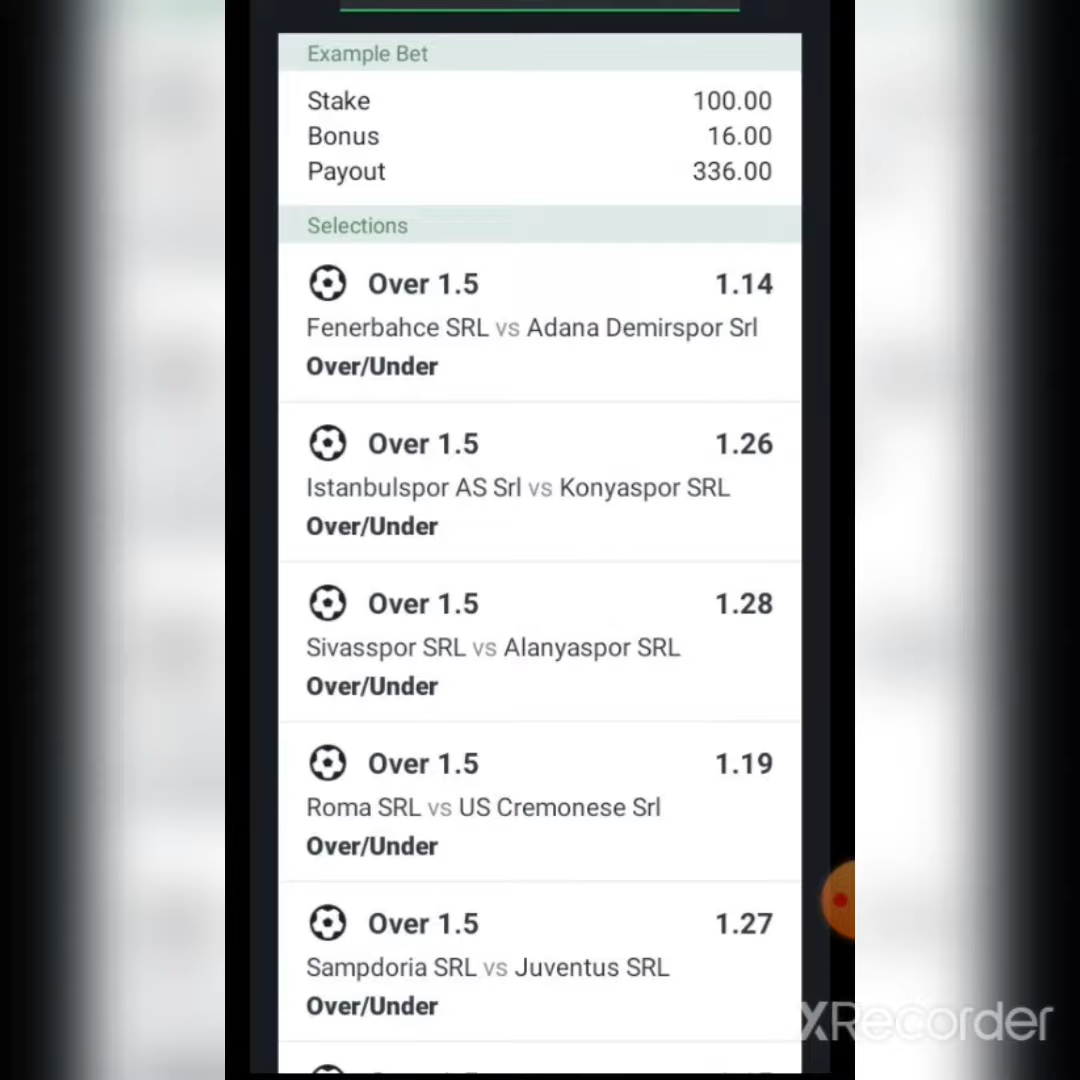 Example Bet
Stake 100.00
Bonus 16.00
Payout 336.00
Selections
Over 1.5 1.14
Fenerbahce SRL vs Adana Demirspor Srl
Over/Under
Over 1.5 1.26
Istanbulspor AS Srl vs Konyaspor SRL
Over/Under
Over 1.5 1.28
Sivasspor SRL vs Alanyaspor SRL
Over/Under
Over 1.5 1.19
Roma SRL vs US Cremonese Srl
Over/Under
Over 1.5 1.27
Sampdoria SRL vs Juventus SRL
Over/Under
XRecorder